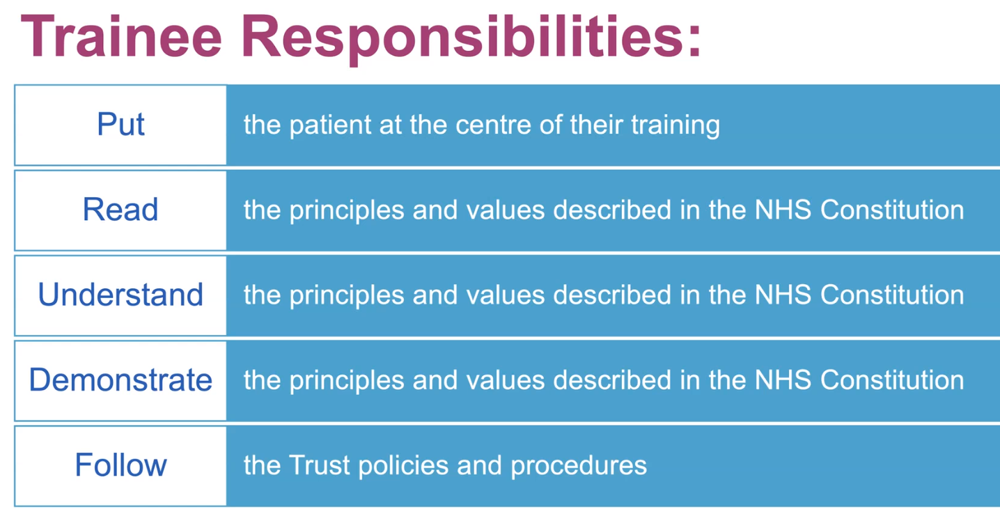 Trainee Responsibilities:
Put the patient at the centre of their training
Read the principles and values described in the NHS Constitution
Understand the principles and values described in the NHS Constitution
Demonstrate the principles and values described in the NHS Constitution
Follow the Trust policies and procedures